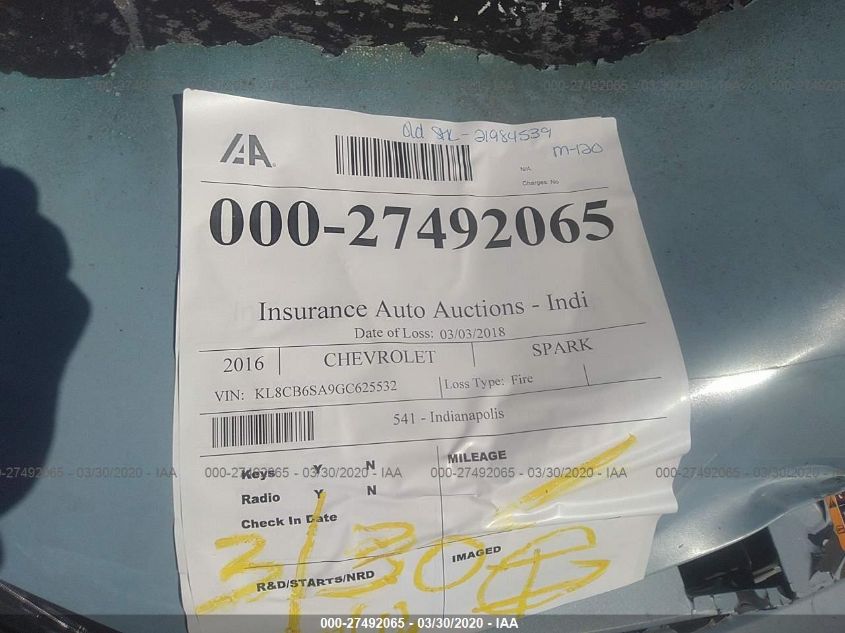 000-27492065 - 03/30/2020 - IAA
Old Stk - 21984539
IAA
M-120
N/A
Charges: No
000-27492065
Insurance Auto Auctions - Indi
Date of Loss: 03/03/2018
2016 CHEVROLET SPARK
VIN: KL8CB6SA9GC625532 Loss Type: Fire
541 - Indianapolis
Keys Y N MILEAGE
000-27492065 - 03/30/2020 - IAA 000-27492065 - 03/30/2020 - IAA 000-27492065 - 03/30/2020 - IAA
Radio Y N
Check In Date
3/30
R&D/STARTS/NRD IMAGED
000-27492065 - 03/30/2020 - IAA